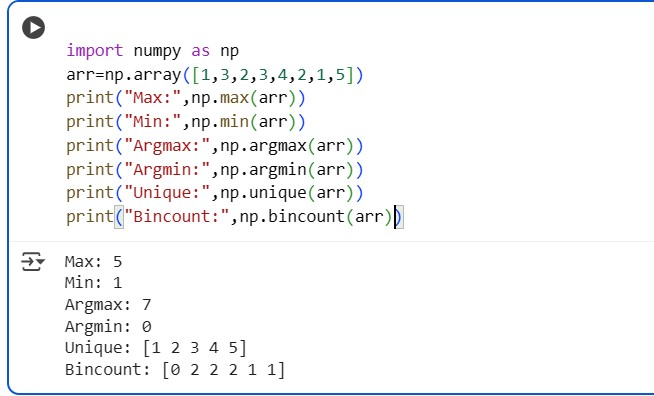 import numpy as np
arr=np.array([1,3,2,3,4,2,1,5])
print("Max:",np.max(arr))
print("Min:",np.min(arr))
print("Argmax:",np.argmax(arr))
print("Argmin:",np.argmin(arr))
print("Unique:",np.unique(arr))
print("Bincount:",np.bincount(arr))
Max: 5
Min: 1
Argmax: 7
Argmin: 0
Unique: [1 2 3 4 5]
Bincount: [0 2 2 2 1 1]